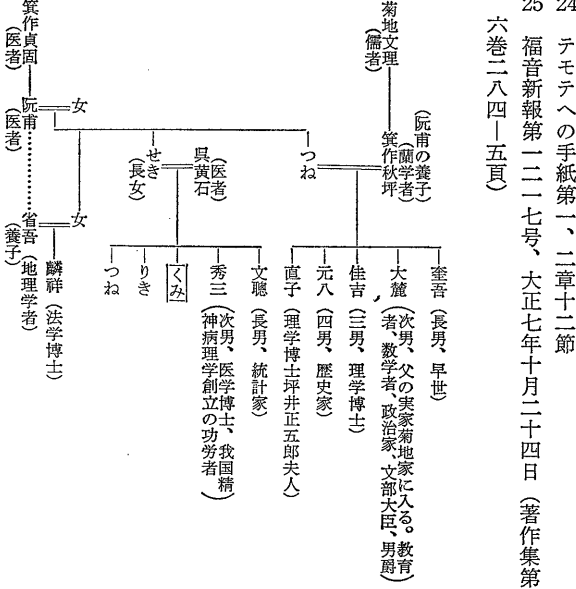 24 テモテへの手紙第一、二章十二節
25 福音新報第一二一七号、大正七年十月二十四日（著作集第
六巻二八四―五頁）
菊地文理
（儒者）
（阮甫の養子）
（蘭学者）
箕作秋坪
つね
奎吾（長男、早世）
大麓（次男、父の実家菊地家に入る。教育
者、数学者、政治家、文部大臣、男爵）
佳吉（三男、理学博士）
元八（四男、歴史家）
直子（理学博士坪井正五郎夫人）
（医者）
呉黄石
せき
（長女）
文聰（長男、統計家）
秀三（次男、医学博士、我国精
神病理学創立の功労者）
くみ
りき
つね
箕作貞固
（医者）
女
阮甫
（医者）
女
省吾（地理学者）
（養子）
麟祥（法学博士）